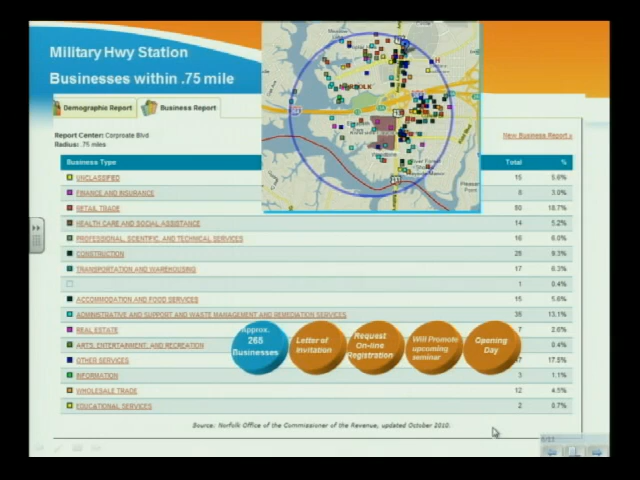 Military Hwy Station
Businesses within .75 mile
Demographic Report
Business Report
Report Center: Corproate Blvd
Radius: .75 miles
New Business Report »
Business Type Total %
UNCLASSIFIED 15 5.6%
FINANCE AND INSURANCE 8 3.0%
RETAIL TRADE 50 18.7%
HEALTH CARE AND SOCIAL ASSISTANCE 14 5.2%
PROFESSIONAL, SCIENTIFIC, AND TECHNICAL SERVICES 16 6.0%
CONSTRUCTION 9.3%
TRANSPORTATION AND WAREHOUSING 17 6.3%
1 0.4%
ACCOMMODATION AND FOOD SERVICES 15 5.6%
ADMINISTRATIVE AND SUPPORT AND WASTE MANAGEMENT AND REMEDIATION SERVICES 35 13.1%
REAL ESTATE 7 2.6%
ARTS, ENTERTAINMENT, AND RECREATION 0.4%
OTHER SERVICES 17.5%
INFORMATION 3 1.1%
WHOLESALE TRADE 12 4.5%
EDUCATIONAL SERVICES 2 0.7%
Approx.
265
Businesses
Letter of
Invitation
Request
On-line
Registration
Will Promote
upcoming
seminar
Opening
Day
Source: Norfolk Office of the Commissioner of the Revenue, updated October 2010.